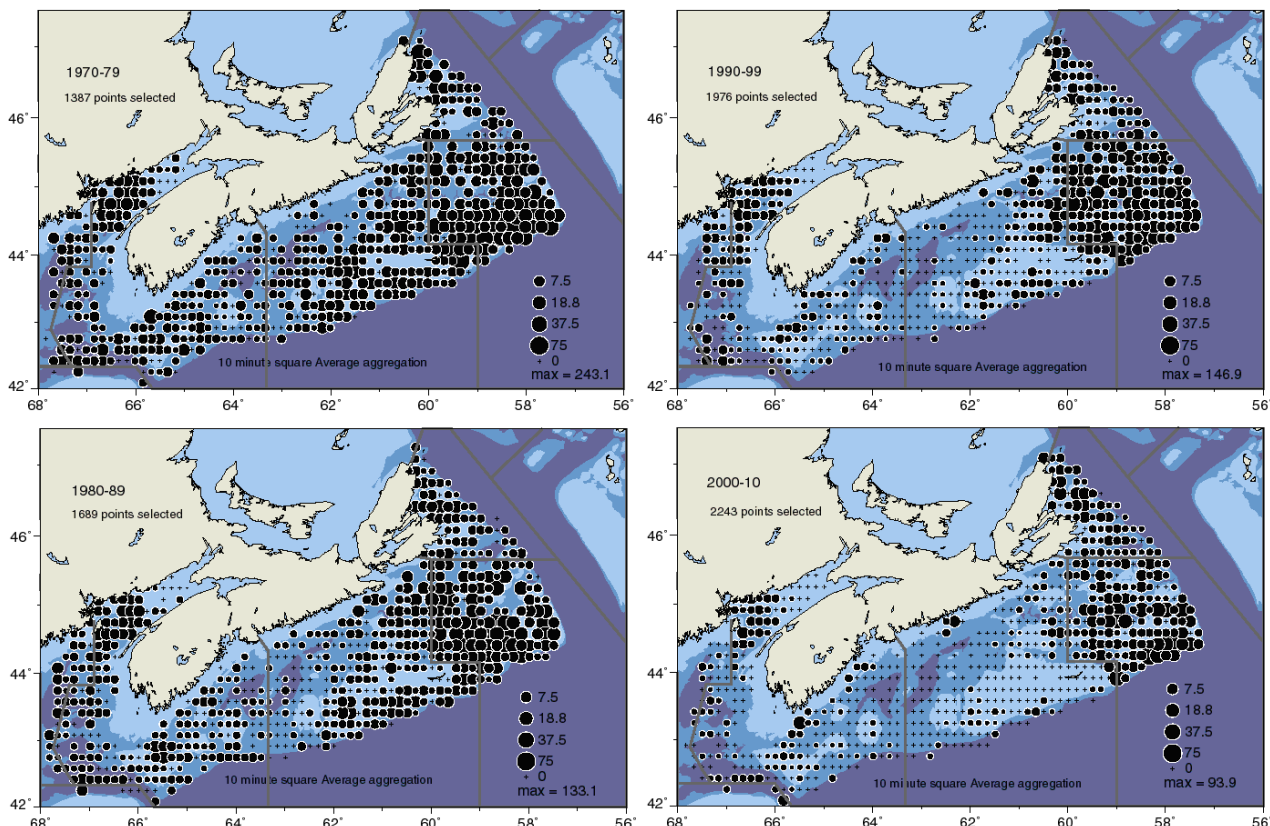 1970-79
1387 points selected
46°
44°
42°
7.5
18.8
37.5
75
0
max = 243.1
10 minute square Average aggregation
68 66 64 62 60 58 56
1990-99
1976 points selected
46°
44°
42°
7.5
18.8
37.5
75
0
max = 146.9
10 minute square Average aggregation
68 66 64 62 60 58 56°
1980-89
1689 points selected
46°
44°
42°
7.5
18.8
37.5
75
0
max = 133.1
10 minute square Average aggregation
68 66 64 62 60 58 56
2000-10
2243 points selected
46°
44°
42°
7.5
18.8
37.5
75
0
max = 93.9
10 minute square Average aggregation
68 66 64 62 60 58 56